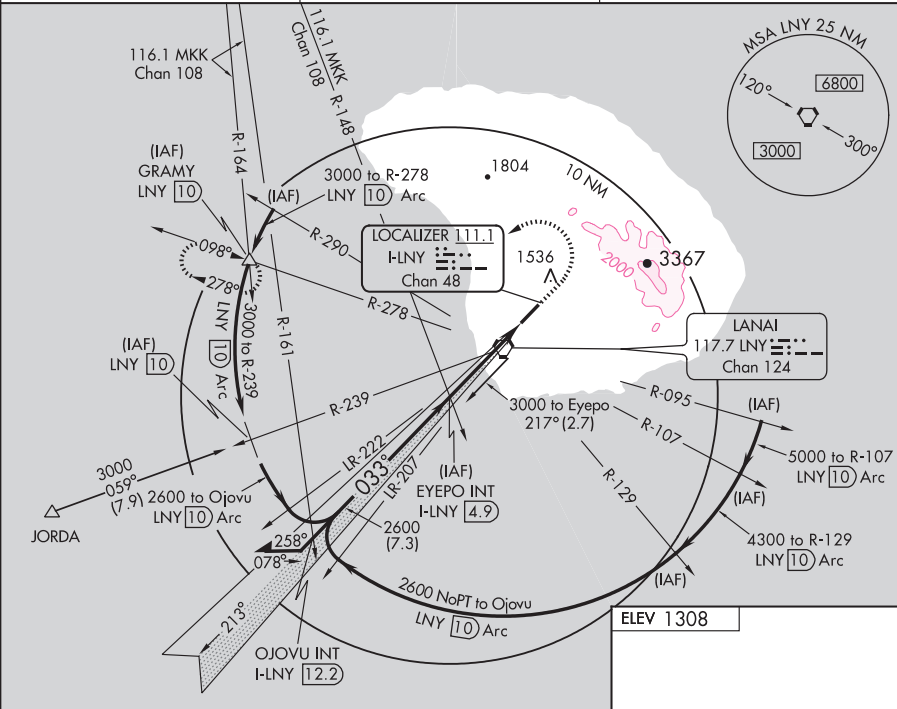 116.1 MKK
Chan 108
116.1 MKK
Chan 108
R-148
R-164
MSA LNY 25 NM
120°
6800
3000
300°
(IAF)
GRAMY
LNY 10
(IAF)
3000 to R-278
LNY 10 Arc
1804
10 NM
R-290
LOCALIZER 111.1
I-LNY
Chan 48
1536
2000
3367
098°
278°
R-278
3000 to R-239
LNY 10 Arc
R-161
LANAI
117.7 LNY
Chan 124
(IAF)
LNY 10
R-239
3000 to Eyepo
217° (2.7)
R-095
(IAF)
R-107
5000 to R-107
LNY 10 Arc
(IAF)
R-129
LR-222
033°
LR-207
(IAF)
EYEPO INT
I-LNY 4.9
3000
059°
(7.9)
JORDA
2600 to Ojovu
LNY 10 Arc
2600
(7.3)
4300 to R-129
LNY 10 Arc
(IAF)
258°
078°
2600 NoPT to Ojovu
LNY 10 Arc
213°
OJOVU INT
I-LNY 12.2
ELEV 1308